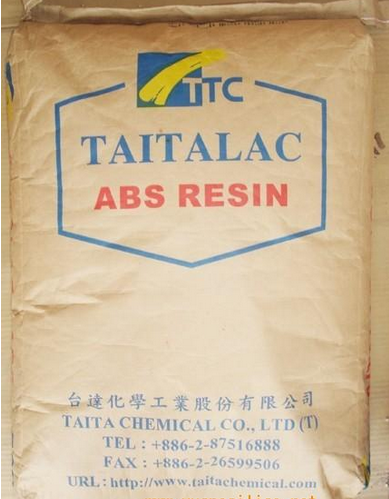 TTC
TAITALAC
ABS RESIN
台達化學工業股份有限公司
TAITA CHEMICAL CO., LTD (T)
TEL : +886-2-87516888
FAX : +886-2-26599506
URL : http://www.taitachemical.com